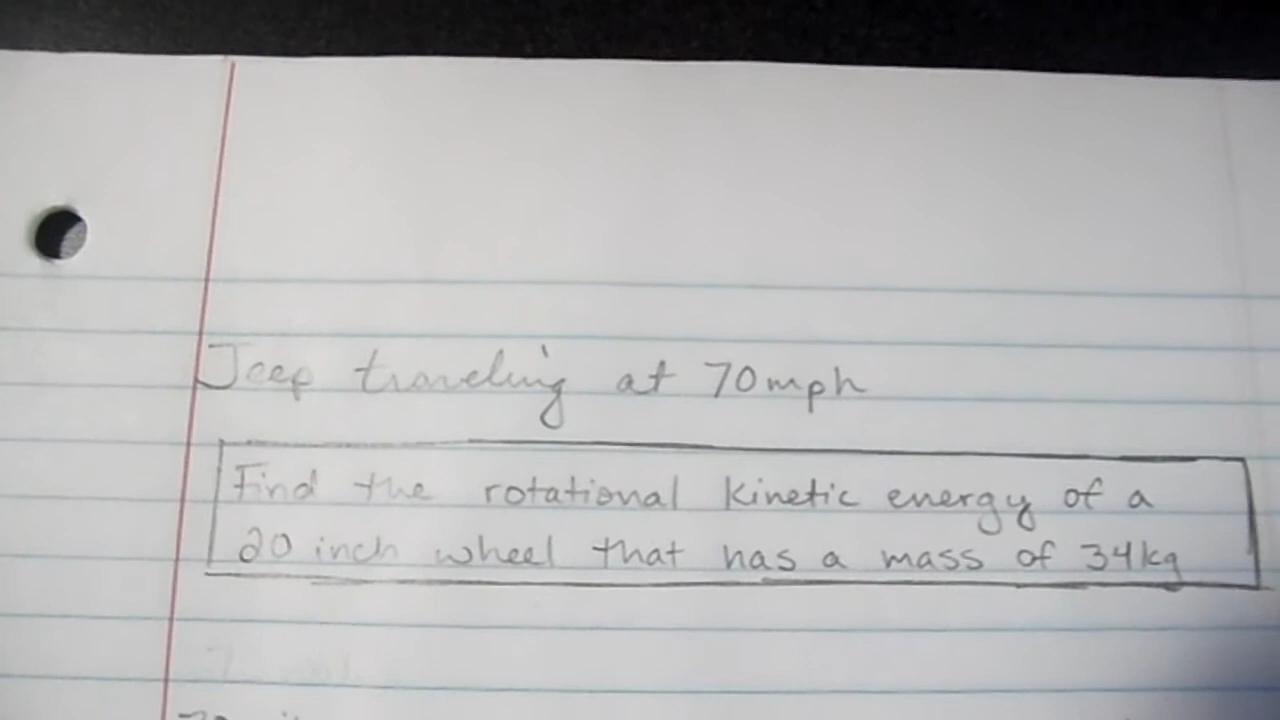 Jeep traveling at 70mph
Find the rotational kinetic energy of a
20 inch wheel that has a mass of 34kg